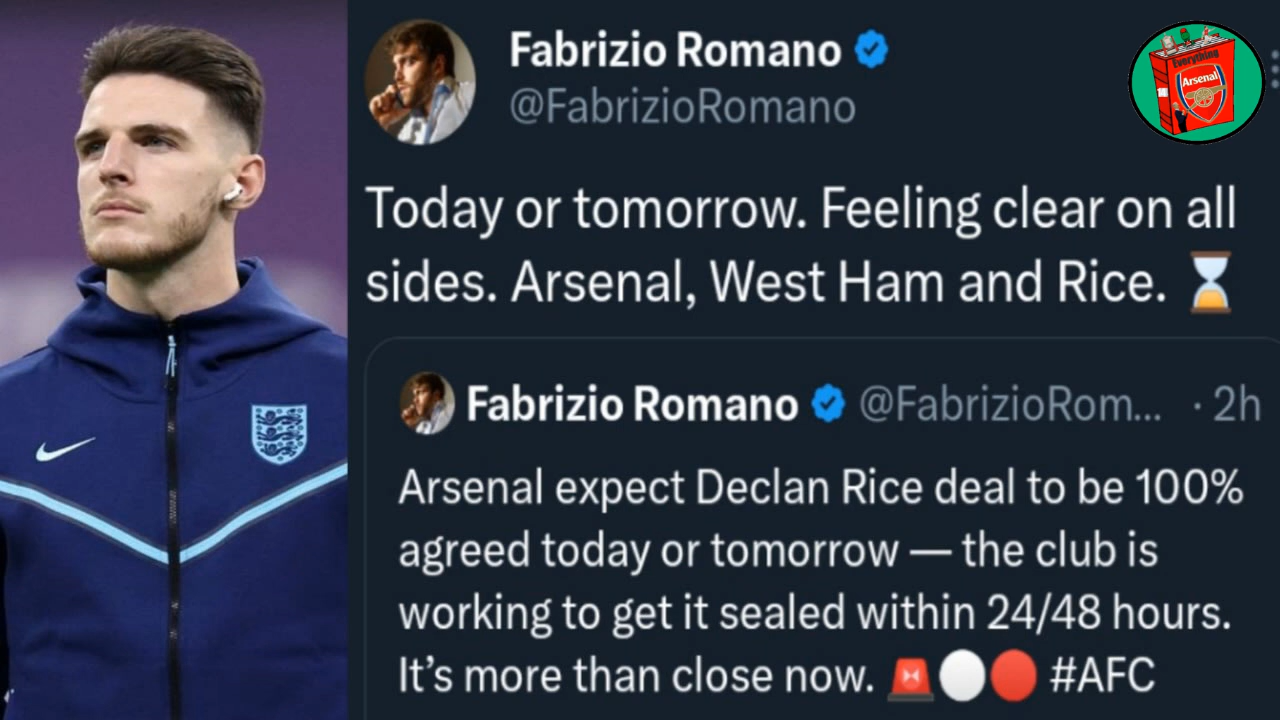 Fabrizio Romano
@FabrizioRomano
Everything
Arsenal
Today or tomorrow. Feeling clear on all
sides. Arsenal, West Ham and Rice. ⌛
Fabrizio Romano @FabrizioRom... · 2h
Arsenal expect Declan Rice deal to be 100%
agreed today or tomorrow — the club is
working to get it sealed within 24/48 hours.
It’s more than close now. 🚨⚪🔴 #AFC